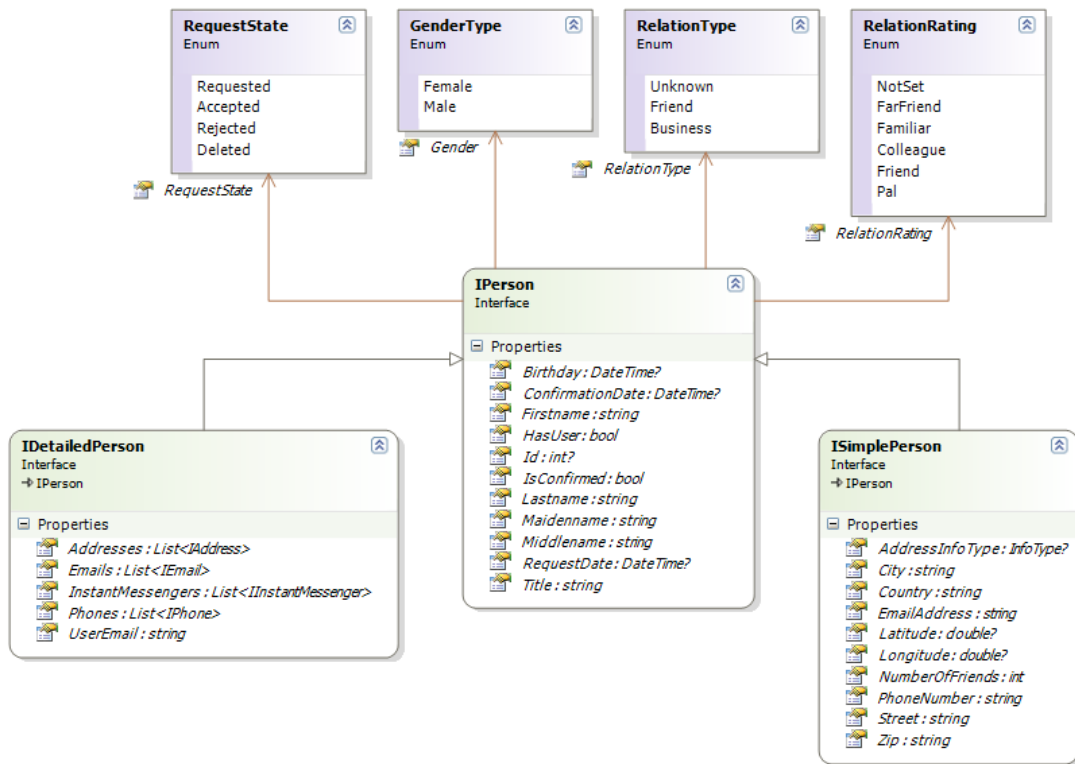 RequestState
Enum
Requested
Accepted
Rejected
Deleted
RequestState
GenderType
Enum
Female
Male
Gender
RelationType
Enum
Unknown
Friend
Business
RelationType
RelationRating
Enum
NotSet
FarFriend
Familiar
Colleague
Friend
Pal
RelationRating
IPerson
Interface
Properties
Birthday : DateTime?
ConfirmationDate : DateTime?
Firstname : string
HasUser : bool
Id : int?
IsConfirmed : bool
Lastname : string
Maidenname : string
Middlename : string
RequestDate : DateTime?
Title : string
IDetailedPerson
Interface
IPerson
Properties
Addresses : List<IAddress>
Emails : List<IEmail>
InstantMessengers : List<IInstantMessenger>
Phones : List<IPhone>
UserEmail : string
ISimplePerson
Interface
IPerson
Properties
AddressInfoType : InfoType?
City : string
Country : string
EmailAddress : string
Latitude : double?
Longitude : double?
NumberOfFriends : int
PhoneNumber : string
Street : string
Zip : string